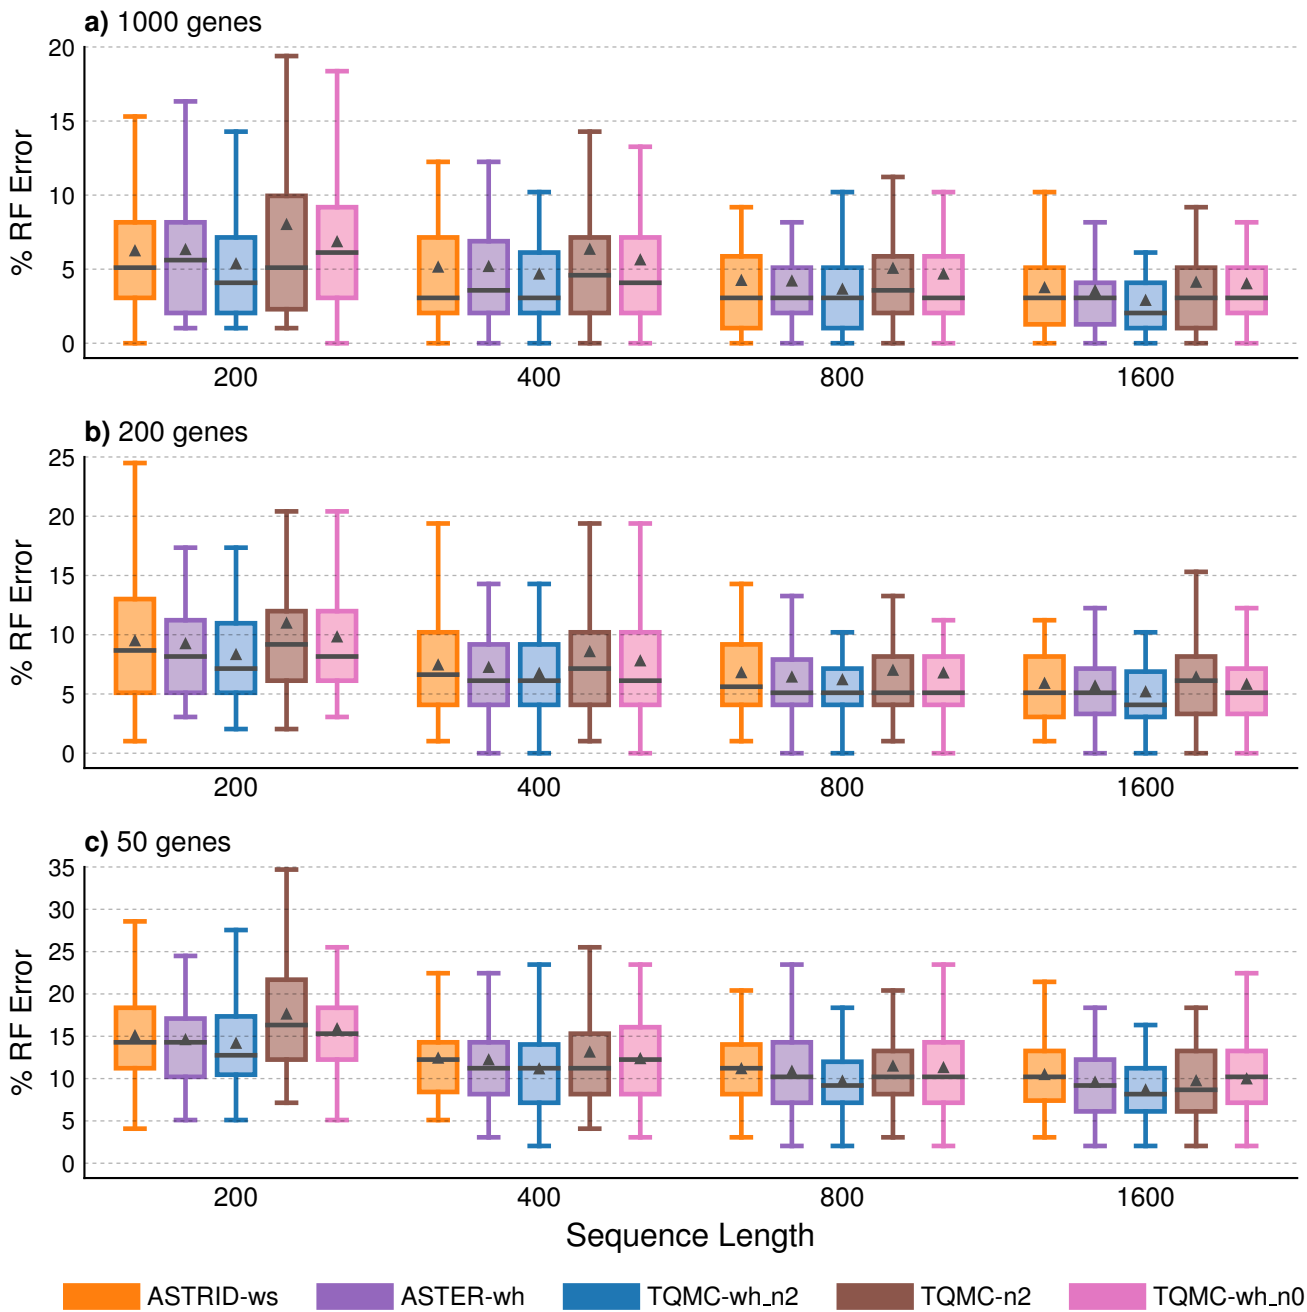 a) 1000 genes
20
15
10
5
0
% RF Error
200 400 800 1600
b) 200 genes
25
20
15
10
5
0
% RF Error
200 400 800 1600
c) 50 genes
35
30
25
20
15
10
5
0
% RF Error
200 400 800 1600
Sequence Length
ASTRID-ws ASTER-wh TQMC-wh_n2 TQMC-n2 TQMC-wh_n0